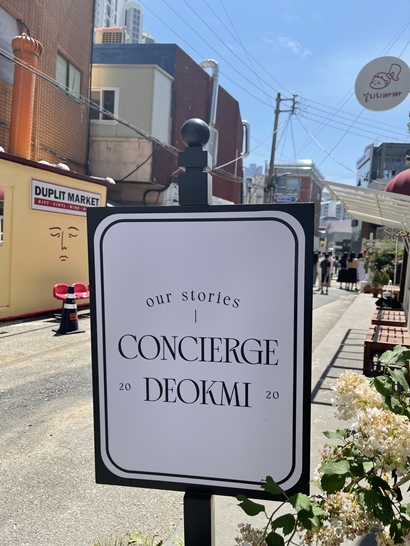 DUPLIT MARKET
our stories
CONCIERGE
20 DEOKMI 20